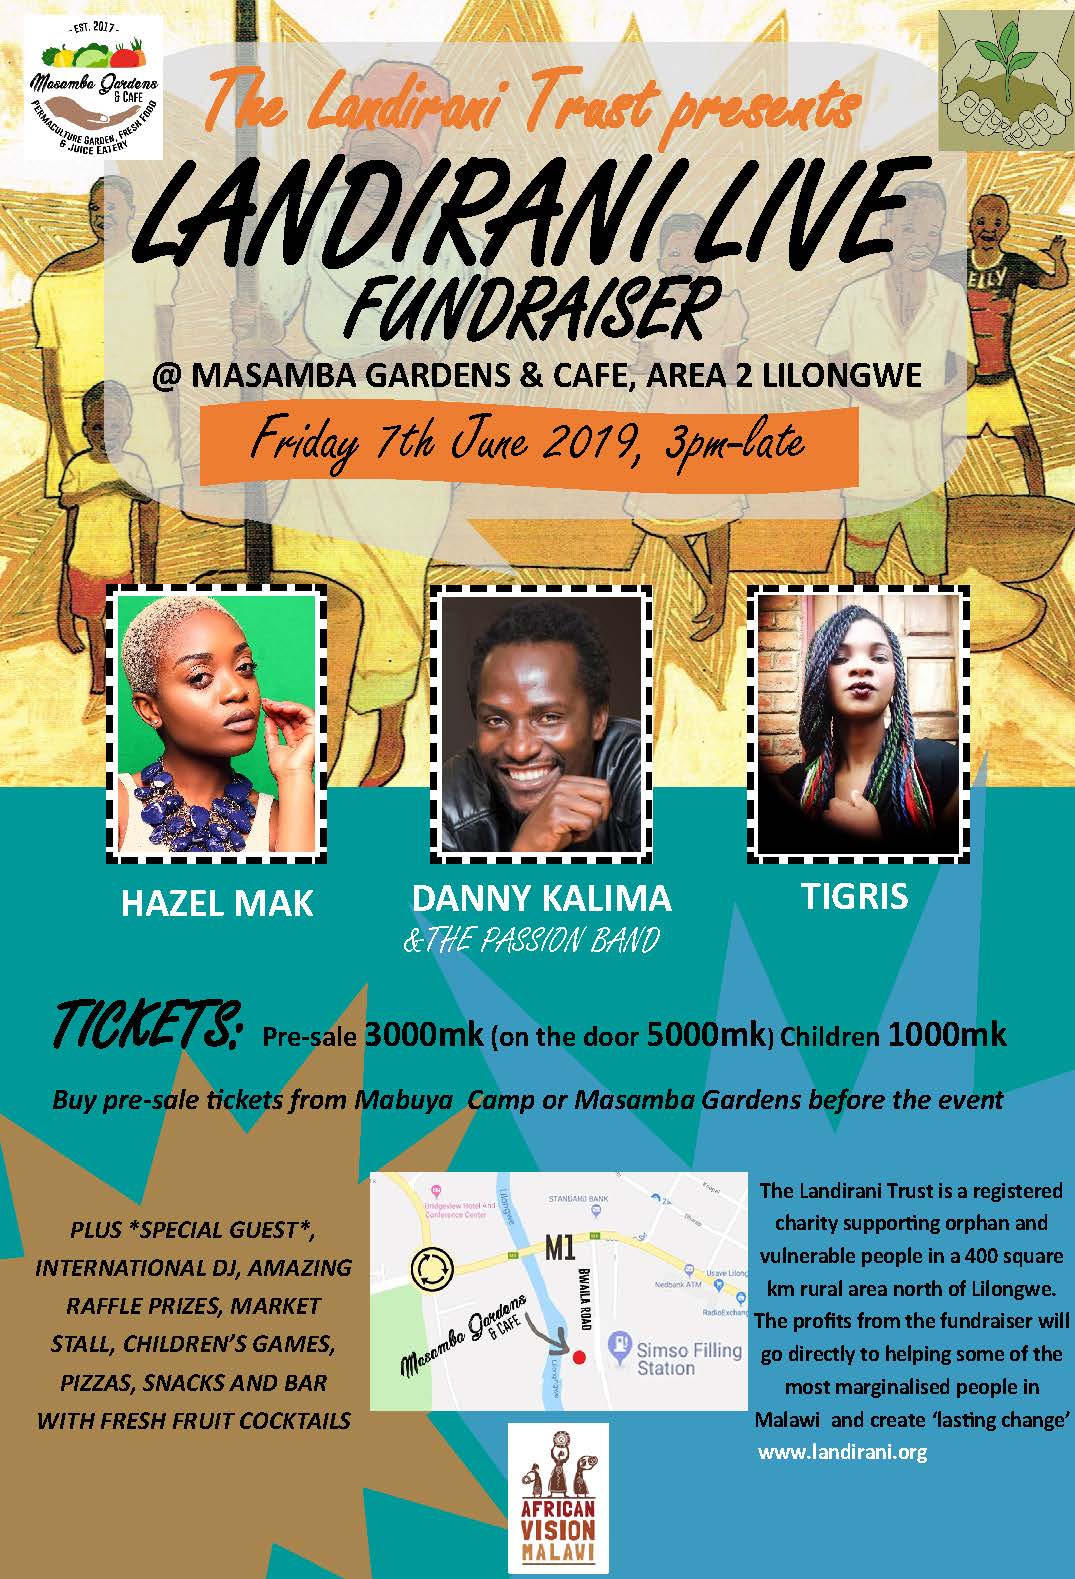 - EST. 2017 -
Masamba Gardens
& CAFE
PERMACULTURE GARDEN, FRESH FOOD
& JUICE EATERY
The Landirani Trust presents
LANDIRANI LIVE
FUNDRAISER
@ MASAMBA GARDENS & CAFE, AREA 2 LILONGWE
Friday 7th June 2019, 3pm-late
ELLY
HAZEL MAK
DANNY KALIMA
&THE PASSION BAND
TIGRIS
TICKETS: Pre-sale 3000mk (on the door 5000mk) Children 1000mk
Buy pre-sale tickets from Mabuya Camp or Masamba Gardens before the event
PLUS *SPECIAL GUEST*,
INTERNATIONAL DJ, AMAZING
RAFFLE PRIZES, MARKET
STALL, CHILDREN'S GAMES,
PIZZAS, SNACKS AND BAR
WITH FRESH FRUIT COCKTAILS
Bridgeview Hotel And
Conference Center
Lilongwe
STANDARD BANK
M1
BWAILA ROAD
Nedbank ATM
Usave Lilong
RadioExchang
Masamba Gardens
& CAFE
Simso Filling
Station
The Landirani Trust is a registered
charity supporting orphan and
vulnerable people in a 400 square
km rural area north of Lilongwe.
The profits from the fundraiser will
go directly to helping some of the
most marginalised people in
Malawi and create ‘lasting change’
www.landirani.org
AFRICAN
VISION
MALAWI